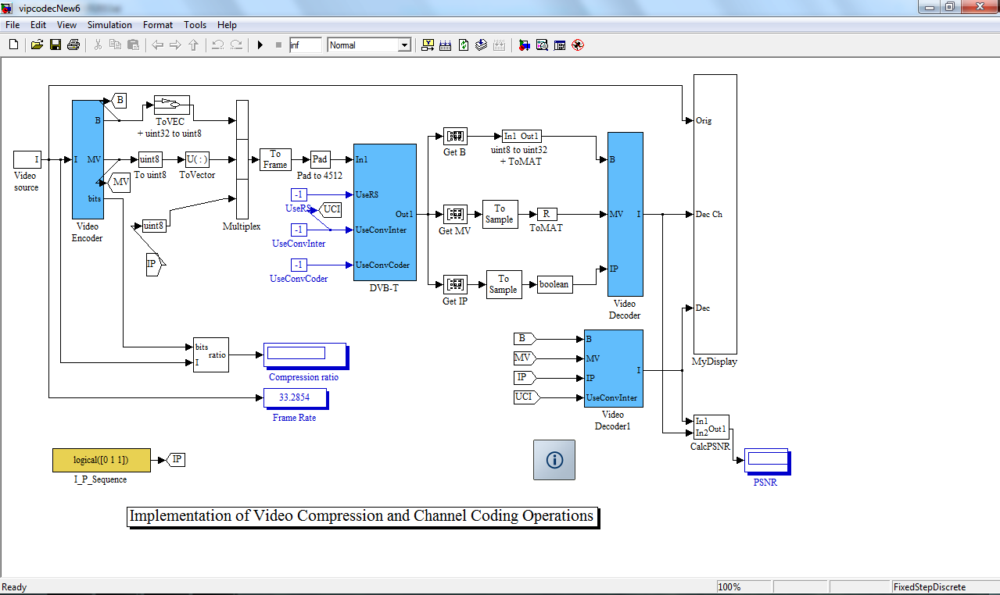 vipcodecNew6
File Edit View Simulation Format Tools Help
inf Normal
B
ToVEC
+ uint32 to uint8
I
Video
source
I
B
MV
bits
Video
Encoder
uint8
To uint8
U( : )
ToVector
MV
uint8
IP
Multiplex
To
Frame
Pad
Pad to 4512
-1
UseRS
UCI
-1
UseConvInter
-1
UseConvCoder
In1
UseRS
UseConvInter
UseConvCoder
Out1
DVB-T
Get B
In1 Out1
uint8 to uint32
+ ToMAT
Get MV
To
Sample
R
ToMAT
Get IP
To
Sample
boolean
B
MV
IP
I
Video
Decoder
Orig
Dec Ch
Dec
MyDisplay
bits
I
ratio
Compression ratio
33.2854
Frame Rate
B
MV
IP
UCI
B
MV
IP
UseConvInter
I
Video
Decoder1
In1
In2
Out1
CalcPSNR
PSNR
logical([0 1 1])
IP
I_P_Sequence
Implementation of Video Compression and Channel Coding Operations
Ready 100% FixedStepDiscrete